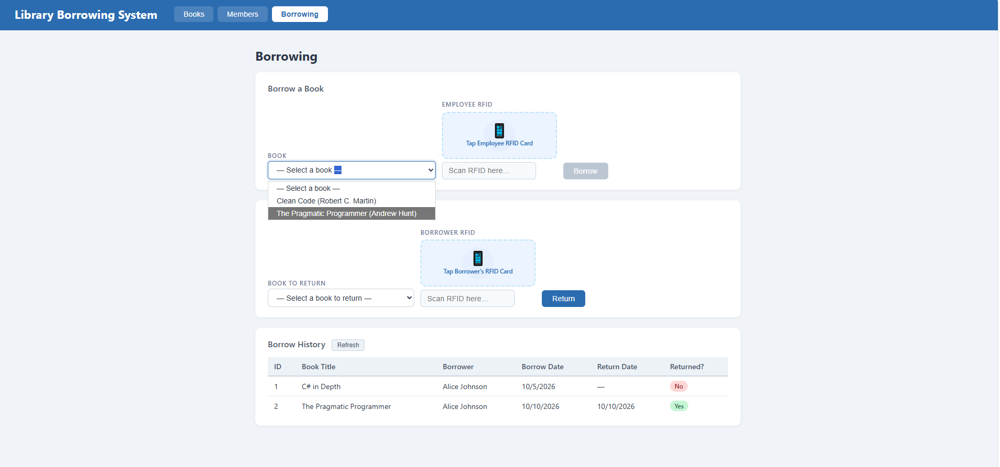 Library Borrowing System Books Members Borrowing
Borrowing
Borrow a Book
EMPLOYEE RFID
Tap Employee RFID Card
BOOK
— Select a book —
Scan RFID here...
Borrow
— Select a book —
Clean Code (Robert C. Martin)
The Pragmatic Programmer (Andrew Hunt)
BORROWER RFID
Tap Borrower's RFID Card
BOOK TO RETURN
— Select a book to return —
Scan RFID here...
Return
Borrow History Refresh
ID Book Title Borrower Borrow Date Return Date Returned?
1 C# in Depth Alice Johnson 10/5/2026 — No
2 The Pragmatic Programmer Alice Johnson 10/10/2026 10/10/2026 Yes